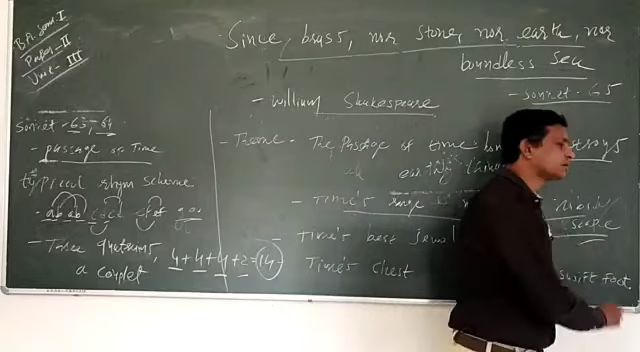 B.A. Sem. I
Paper - II
Unit - III
Since, brass, nor stone, nor earth, nor
boundless sea
- sonnet - 65
- William Shakespeare
Sonnet - 63, 64
- passage of Time
typical rhym scheme
- abab cdcd efef gg
- Three quatrains,
a couplet
4+4+4+2=14
- Theme - The Passage of time
- Time's rage
- Time's best jewel
Time's chest
swift foot.